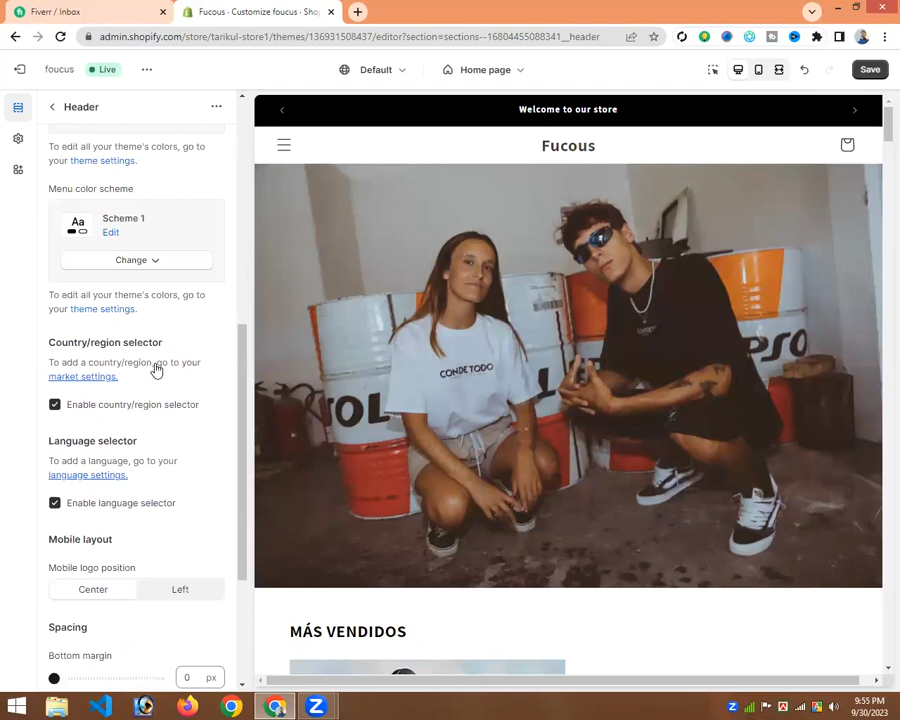 Fiverr / Inbox
Fucous · Customize foucus · Sho
admin.shopify.com/store/tarikul-store1/themes/136931508437/editor?section=sections--16804455088341__header
foucus
Live
Default
Home page
Save
Header
To edit all your theme's colors, go to
your theme settings.
Menu color scheme
Aa
Scheme 1
Edit
Change
To edit all your theme's colors, go to
your theme settings.
Country/region selector
To add a country/region, go to your
market settings.
Enable country/region selector
Language selector
To add a language, go to your
language settings.
Enable language selector
Mobile layout
Mobile logo position
Center
Left
Spacing
Bottom margin
0 px
Welcome to our store
Fucous
CONDETODO
MÁS VENDIDOS
9:55 PM
9/30/2023